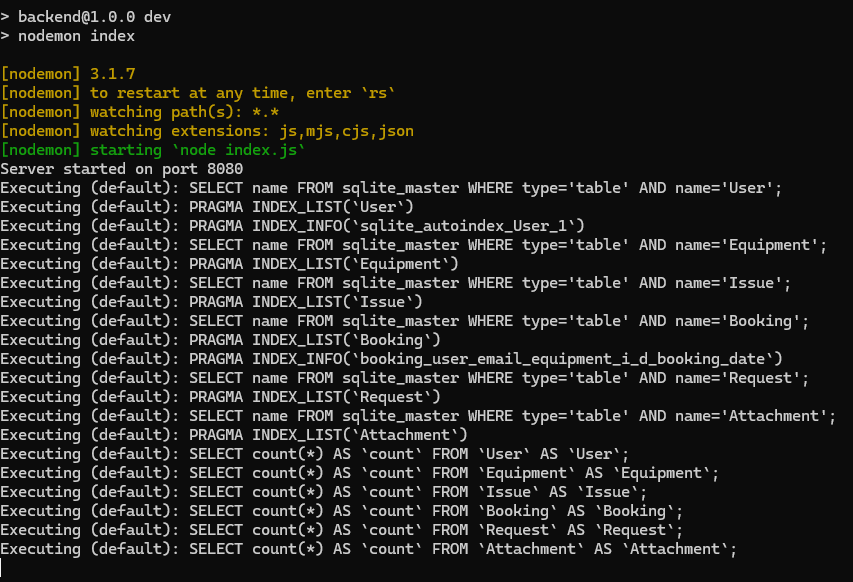 > backend@1.0.0 dev
> nodemon index
[nodemon] 3.1.7
[nodemon] to restart at any time, enter `rs`
[nodemon] watching path(s): *.*
[nodemon] watching extensions: js,mjs,cjs,json
[nodemon] starting `node index.js`
Server started on port 8080
Executing (default): SELECT name FROM sqlite_master WHERE type='table' AND name='User';
Executing (default): PRAGMA INDEX_LIST(`User`)
Executing (default): PRAGMA INDEX_INFO(`sqlite_autoindex_User_1`)
Executing (default): SELECT name FROM sqlite_master WHERE type='table' AND name='Equipment';
Executing (default): PRAGMA INDEX_LIST(`Equipment`)
Executing (default): SELECT name FROM sqlite_master WHERE type='table' AND name='Issue';
Executing (default): PRAGMA INDEX_LIST(`Issue`)
Executing (default): SELECT name FROM sqlite_master WHERE type='table' AND name='Booking';
Executing (default): PRAGMA INDEX_LIST(`Booking`)
Executing (default): PRAGMA INDEX_INFO(`booking_user_email_equipment_i_d_booking_date`)
Executing (default): SELECT name FROM sqlite_master WHERE type='table' AND name='Request';
Executing (default): PRAGMA INDEX_LIST(`Request`)
Executing (default): SELECT name FROM sqlite_master WHERE type='table' AND name='Attachment';
Executing (default): PRAGMA INDEX_LIST(`Attachment`)
Executing (default): SELECT count(*) AS `count` FROM `User` AS `User`;
Executing (default): SELECT count(*) AS `count` FROM `Equipment` AS `Equipment`;
Executing (default): SELECT count(*) AS `count` FROM `Issue` AS `Issue`;
Executing (default): SELECT count(*) AS `count` FROM `Booking` AS `Booking`;
Executing (default): SELECT count(*) AS `count` FROM `Request` AS `Request`;
Executing (default): SELECT count(*) AS `count` FROM `Attachment` AS `Attachment`;